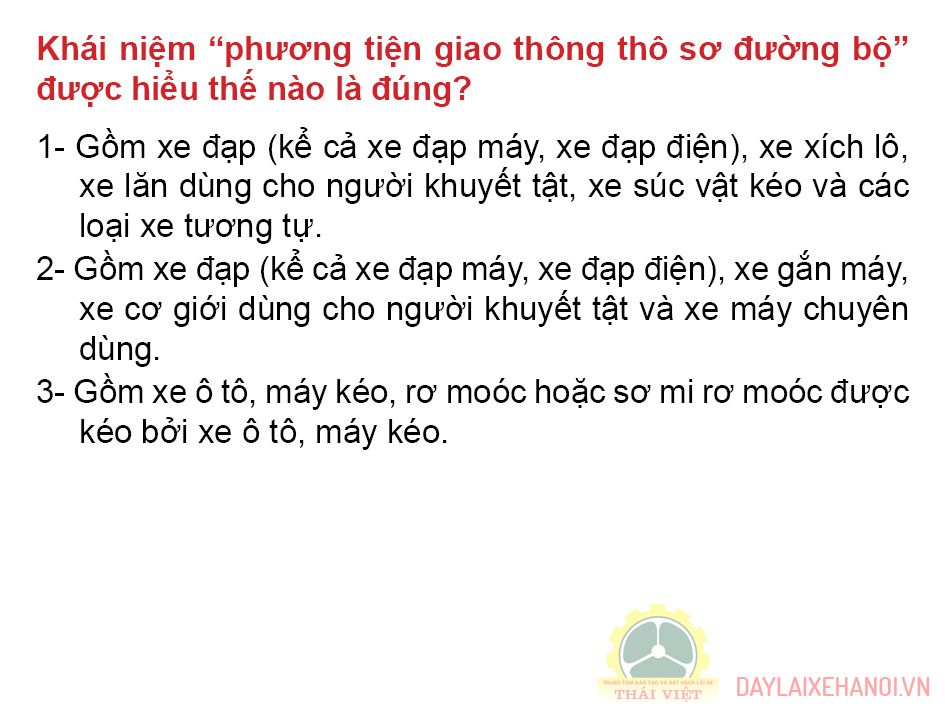 Khái niệm “phương tiện giao thông thô sơ đường bộ”
được hiểu thế nào là đúng?
1- Gồm xe đạp (kể cả xe đạp máy, xe đạp điện), xe xích lô,
xe lăn dùng cho người khuyết tật, xe súc vật kéo và các
loại xe tương tự.
2- Gồm xe đạp (kể cả xe đạp máy, xe đạp điện), xe gắn máy,
xe cơ giới dùng cho người khuyết tật và xe máy chuyên
dùng.
3- Gồm xe ô tô, máy kéo, rơ moóc hoặc sơ mi rơ moóc được
kéo bởi xe ô tô, máy kéo.
TRUNG TÂM ĐÀO TẠO VÀ SÁT HẠCH LÁI XE
THÁI VIỆT
DAYLAIXEHANOI.VN